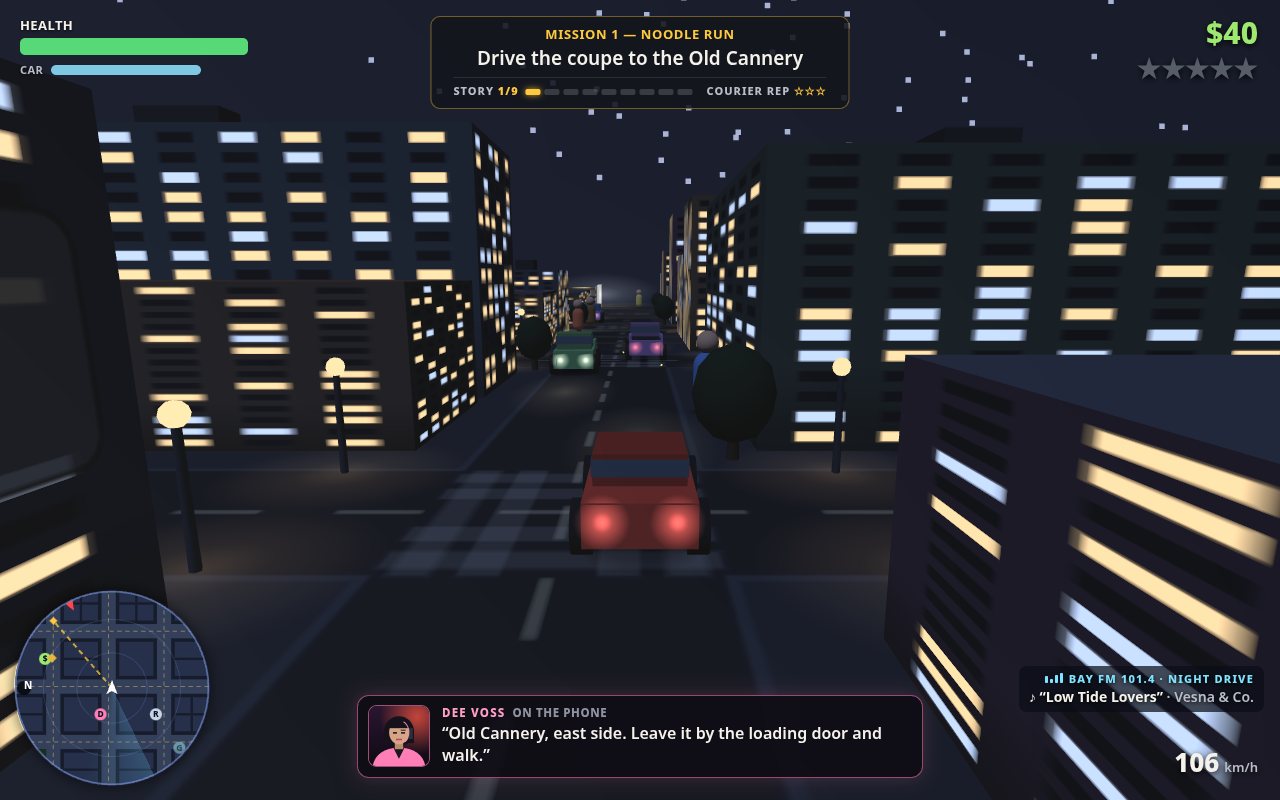 HEALTH
CAR
MISSION 1 — NOODLE RUN
Drive the coupe to the Old Cannery
STORY 1/9
COURIER REP ☆☆☆
$40
★★★★★
N
$
D
R
G
DEE VOSS ON THE PHONE
“Old Cannery, east side. Leave it by the loading door and
walk.”
BAY FM 101.4 · NIGHT DRIVE
♪ “Low Tide Lovers” · Vesna & Co.
106 km/h